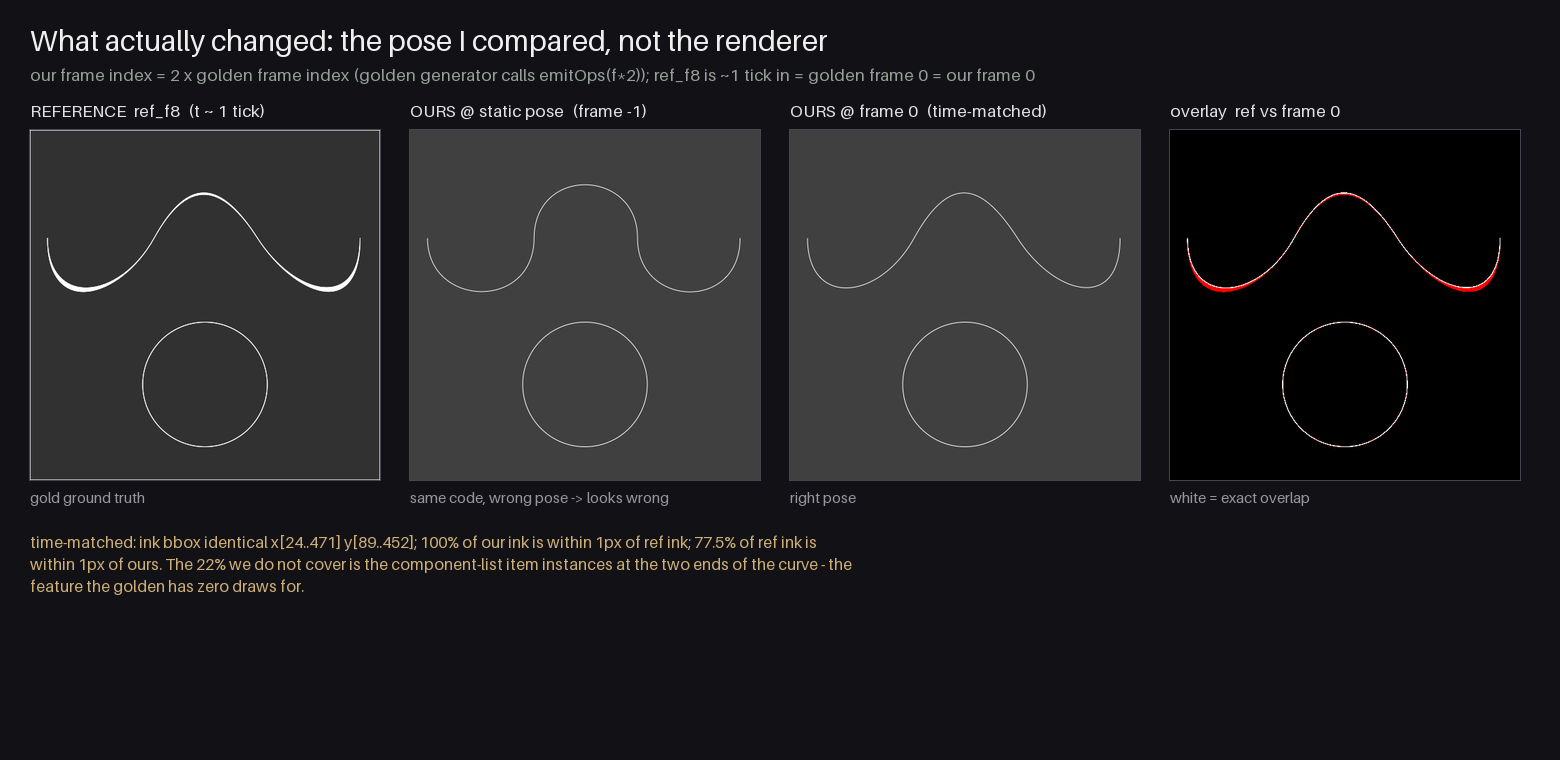 What actually changed: the pose I compared, not the renderer
our frame index = 2 x golden frame index (golden generator calls emitOps(f*2)); ref_f8 is ~1 tick in = golden frame 0 = our frame 0
REFERENCE ref_f8 (t ~ 1 tick)
OURS @ static pose (frame -1)
OURS @ frame 0 (time-matched)
overlay ref vs frame 0
gold ground truth
same code, wrong pose -> looks wrong
right pose
white = exact overlap
time-matched: ink bbox identical x[24..471] y[89..452]; 100% of our ink is within 1px of ref ink; 77.5% of ref ink is
within 1px of ours. The 22% we do not cover is the component-list item instances at the two ends of the curve - the
feature the golden has zero draws for.